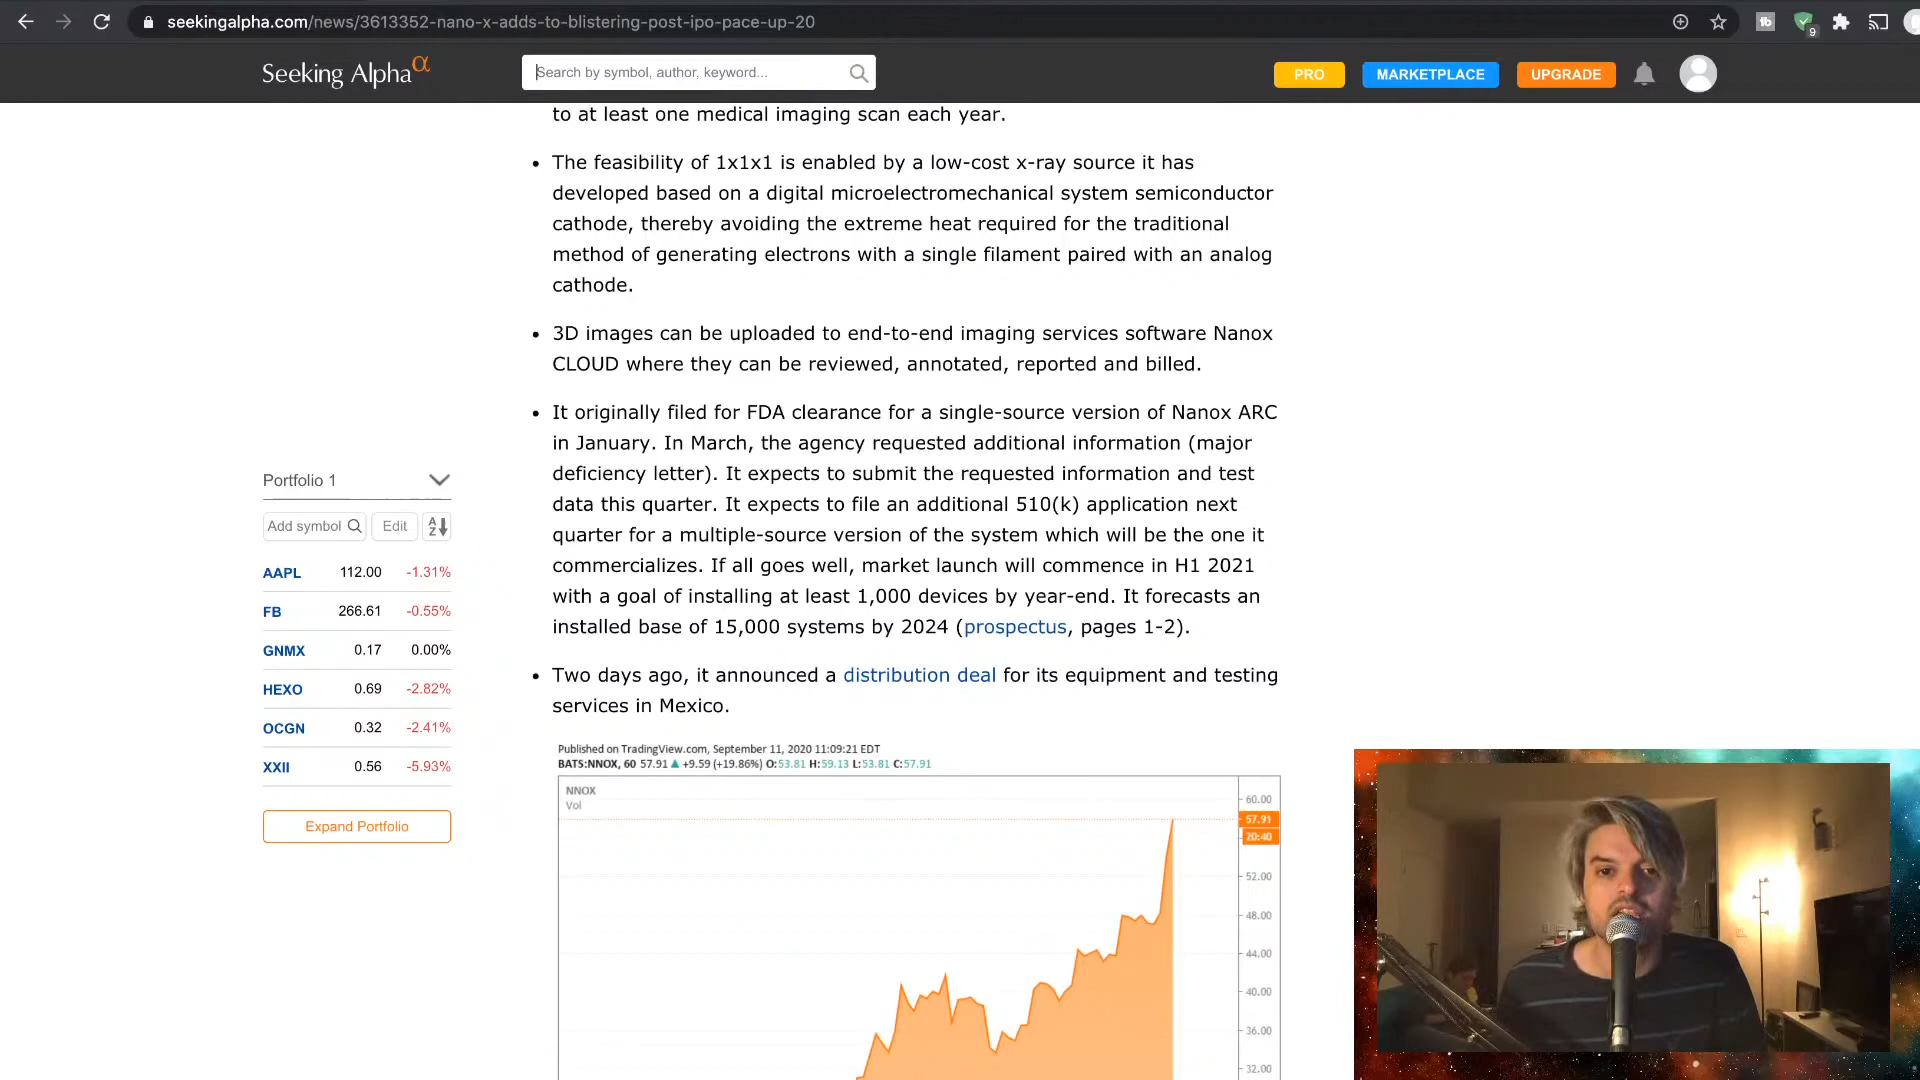 seekingalpha.com/news/3613352-nano-x-adds-to-blistering-post-ipo-pace-up-20
9
Seeking Alphaα
Search by symbol, author, keyword...
PRO
MARKETPLACE
UPGRADE
to at least one medical imaging scan each year.
• The feasibility of 1x1x1 is enabled by a low-cost x-ray source it has
developed based on a digital microelectromechanical system semiconductor
cathode, thereby avoiding the extreme heat required for the traditional
method of generating electrons with a single filament paired with an analog
cathode.
• 3D images can be uploaded to end-to-end imaging services software Nanox
CLOUD where they can be reviewed, annotated, reported and billed.
• It originally filed for FDA clearance for a single-source version of Nanox ARC
in January. In March, the agency requested additional information (major
deficiency letter). It expects to submit the requested information and test
data this quarter. It expects to file an additional 510(k) application next
quarter for a multiple-source version of the system which will be the one it
commercializes. If all goes well, market launch will commence in H1 2021
with a goal of installing at least 1,000 devices by year-end. It forecasts an
installed base of 15,000 systems by 2024 (prospectus, pages 1-2).
• Two days ago, it announced a distribution deal for its equipment and testing
services in Mexico.
Portfolio 1
Add symbol
Edit
A
Z
AAPL 112.00 -1.31%
FB 266.61 -0.55%
GNMX 0.17 0.00%
HEXO 0.69 -2.82%
OCGN 0.32 -2.41%
XXII 0.56 -5.93%
Expand Portfolio
Published on TradingView.com, September 11, 2020 11:09:21 EDT
BATS:NNOX, 60 57.91 ▲ +9.59 (+19.86%) O:53.81 H:59.13 L:53.81 C:57.91
NNOX
Vol
60.00
57.91
20:40
52.00
48.00
44.00
40.00
36.00
32.00